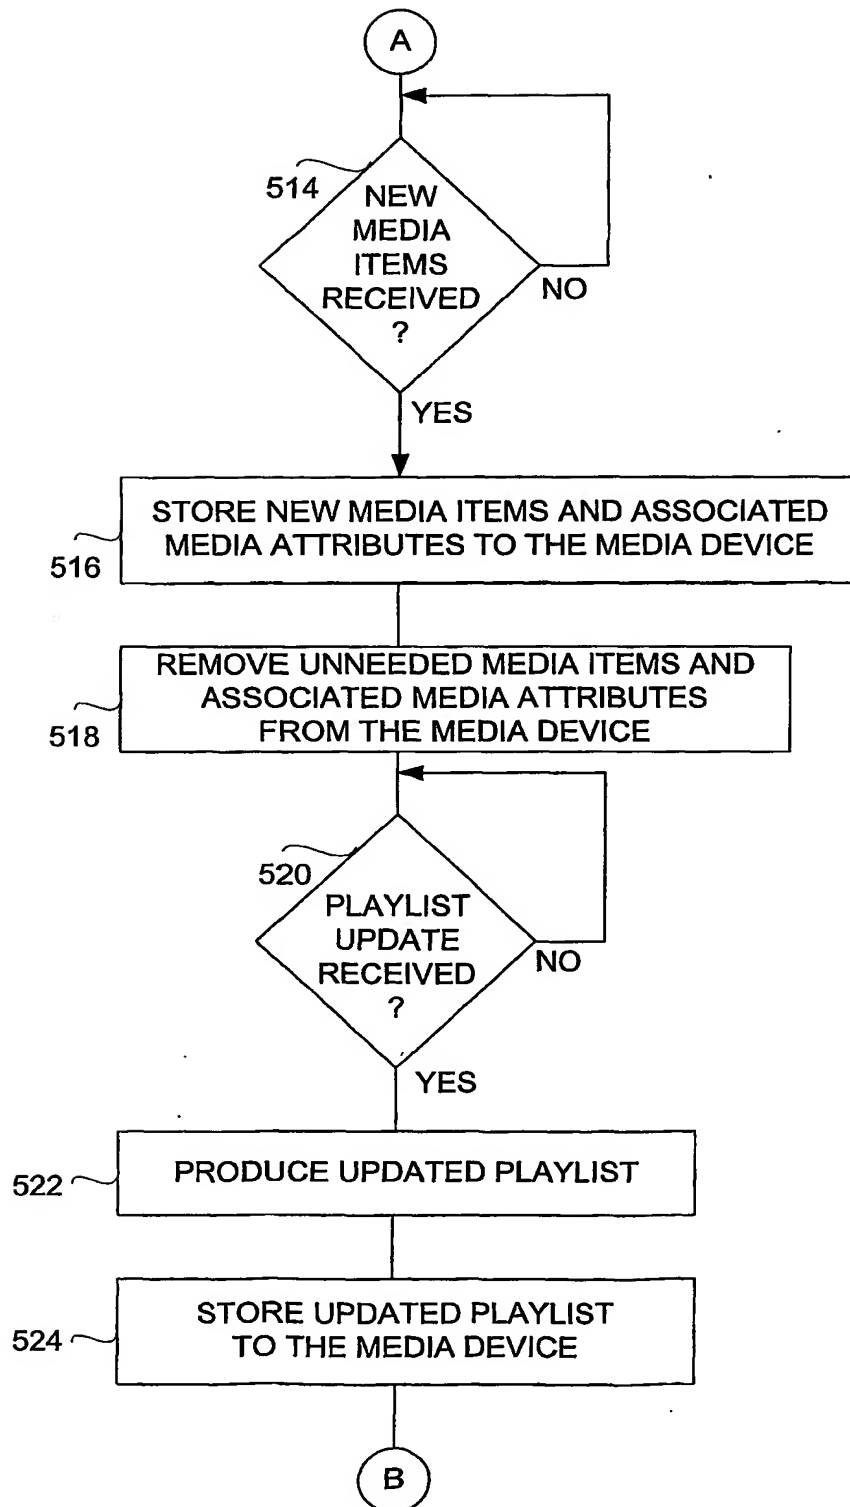 A
514
NEW
MEDIA
ITEMS
RECEIVED
?
NO
YES
STORE NEW MEDIA ITEMS AND ASSOCIATED
MEDIA ATTRIBUTES TO THE MEDIA DEVICE
516
REMOVE UNNEEDED MEDIA ITEMS AND
ASSOCIATED MEDIA ATTRIBUTES
FROM THE MEDIA DEVICE
518
520
PLAYLIST
UPDATE
RECEIVED
?
NO
YES
PRODUCE UPDATED PLAYLIST
522
STORE UPDATED PLAYLIST
TO THE MEDIA DEVICE
524
B